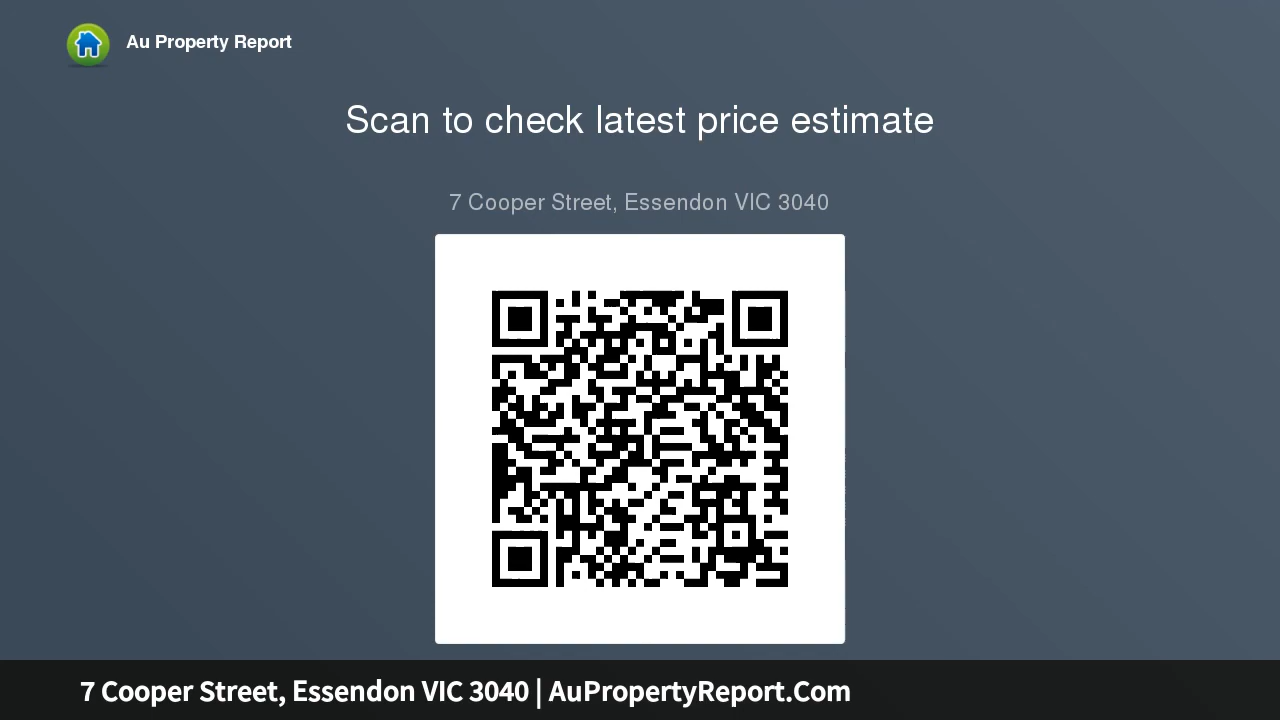 Au Property Report
Scan to check latest price estimate
7 Cooper Street, Essendon VIC 3040
7 Cooper Street, Essendon VIC 3040 | AuPropertyReport.Com